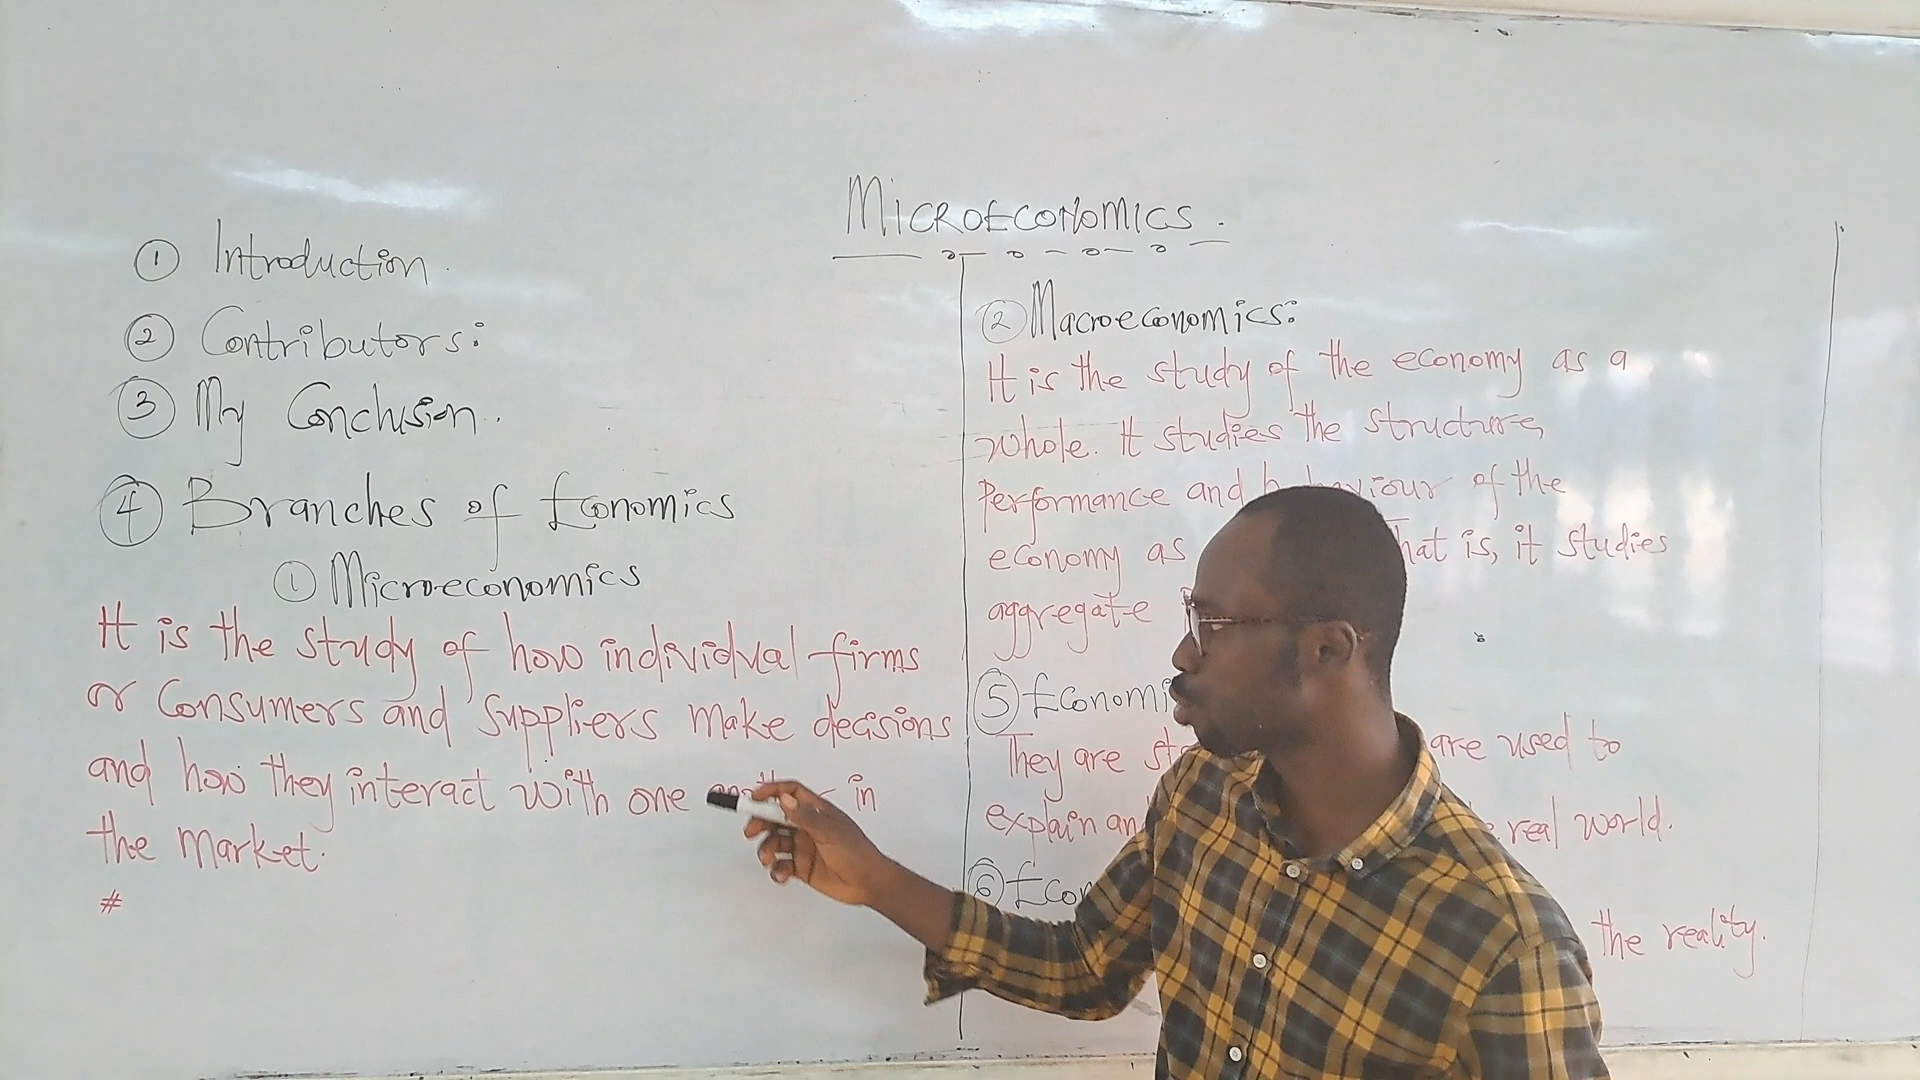 MICROECONOMICS.
① Introduction.
② Contributors:
③ My Conclusion.
④ Branches of Economics
① Microeconomics
It is the study of how individual firms
or Consumers and Suppliers make decisions
and how they interact with one in
the market.
#
② Macroeconomics:
It is the study of the economy as a
whole. It studies the structure,
Performance and of the
economy as is, it studies
aggregate
⑤
They are are used to
explain real world.
⑥
the reality.